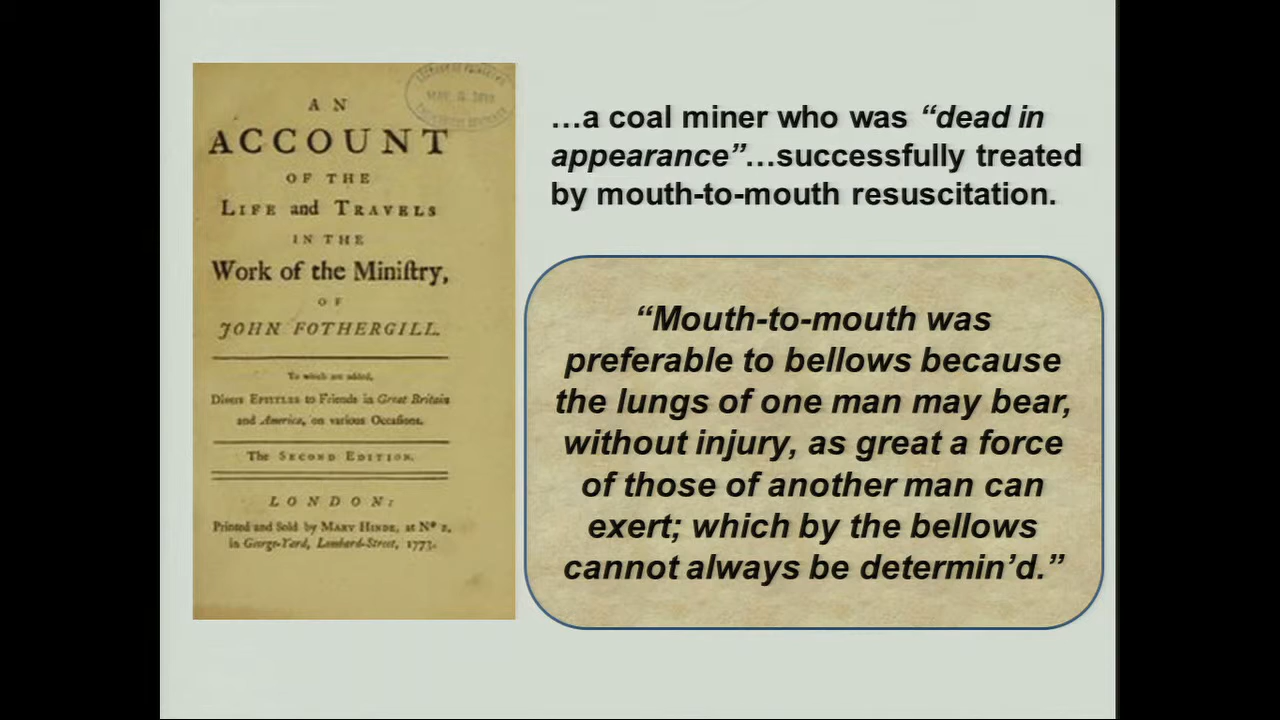 AN
ACCOUNT
OF THE
LIFE and TRAVELS
IN THE
Work of the Miniſtry,
OF
JOHN FOTHERGILL.
To which are added,
Divers EPISTLES to Friends in Great Britain
and America, on various Occaſions.
The SECOND EDITION.
LONDON:
Printed and Sold by MARY HINDE, at Nº 2,
in George-Yard, Lombard-Street, 1773.
…a coal miner who was “dead in
appearance”…successfully treated
by mouth-to-mouth resuscitation.
“Mouth-to-mouth was
preferable to bellows because
the lungs of one man may bear,
without injury, as great a force
of those of another man can
exert; which by the bellows
cannot always be determin’d.”